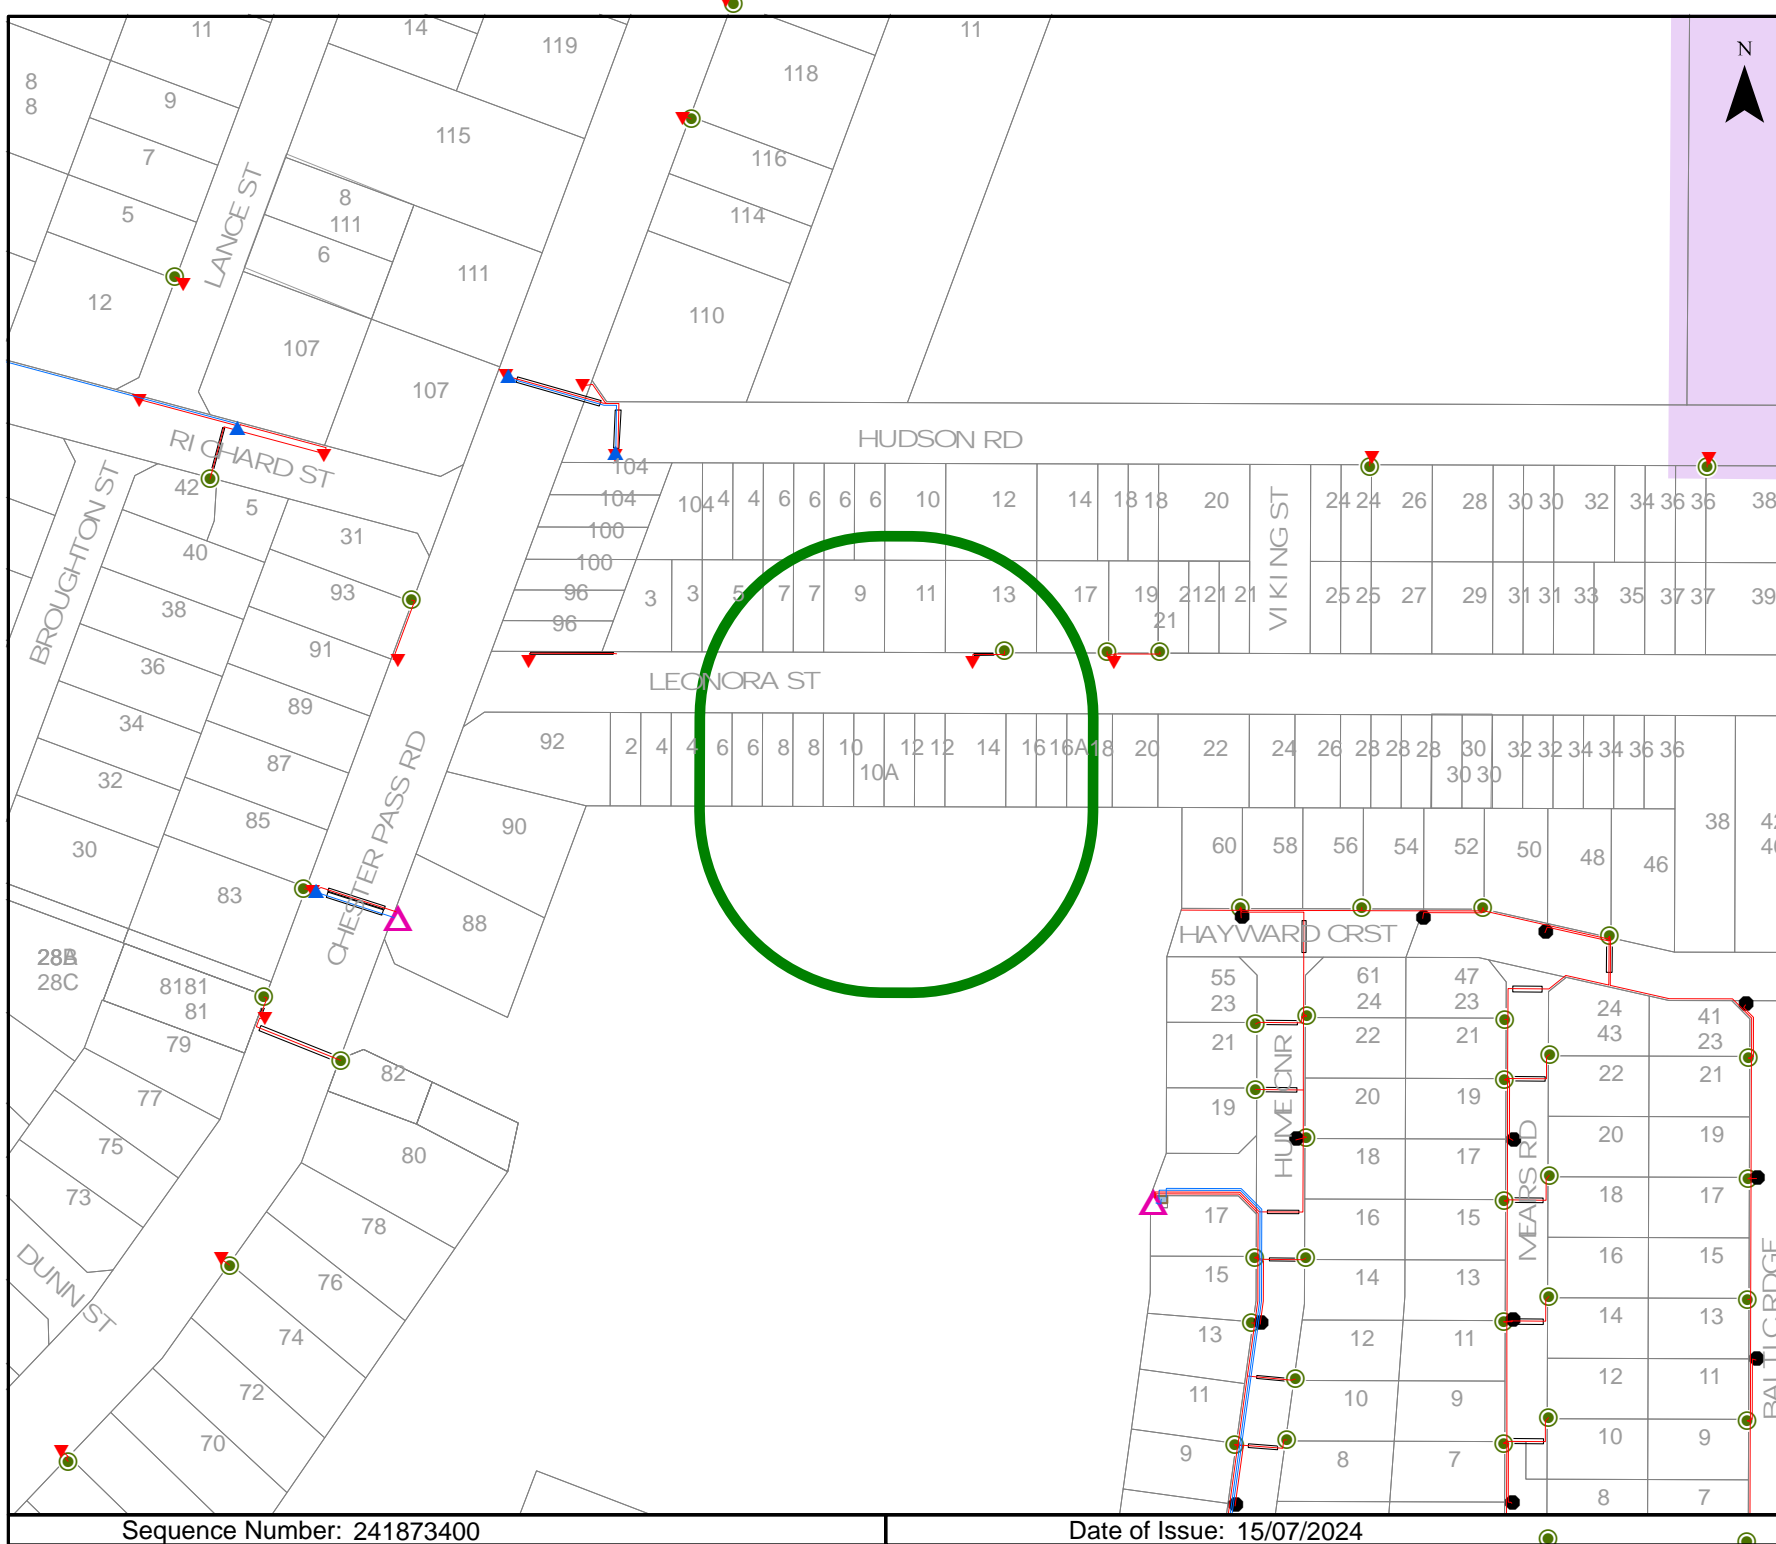 11 14 119 11
N
118
8
8
9
115
116
7
8
111
5
114
6
LANCE ST
111
12
110
107
107
HUDSON RD
RICHARD ST
104
42 5
104 104 4 4 6 6 6 6 10 12 14 18 18 20 24 24 26 28 30 30 32 34 36 36 38
31 100
40 100
VIKING ST
BROUGHTON ST
93 96 3 3 5 7 7 9 11 13 17 19 21 21 21 25 25 27 29 31 31 33 35 37 37 39
38 96 21
91
36
LEONORA ST
89
34
92 2 4 4 6 6 8 8 10 12 12 14 16 16A 18 20 22 24 26 28 28 28 30 32 32 34 34 36 36
87 10A 30 30
32
CHESTER PASS RD
85 90 38
30 60 58 56 54 52 50 48 46
83 88
HAYWARD CRST
28B
28C
8181
81
55 61 47
23 24 23 24 41
79 21 22 21 43 23
82 22 21
77 19 20 19
HUME CNR
75 80 20 19
MEARS RD
18 17
73 18 17
78 17 16 15
DUNN ST
76 15 14 13 16 15
BALTIC RDGE
74 13 12 11 14 13
72 11 10 9 12 11
70 9 8 7 10 9
8 7
Sequence Number: 241873400
Date of Issue: 15/07/2024